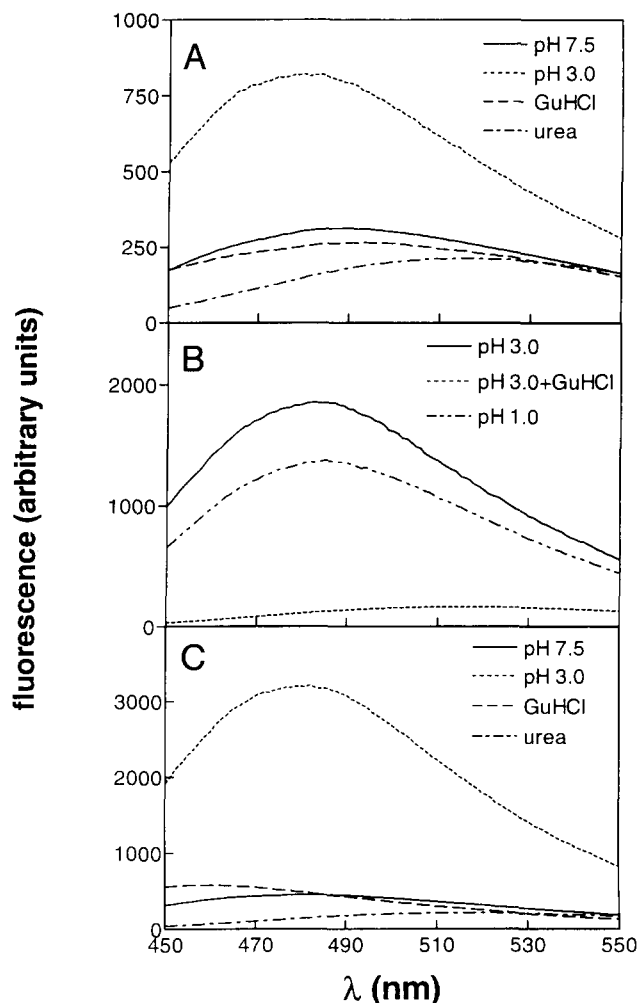 fluorescence (arbitrary units)
A
1000
750
500
250
0
pH 7.5
pH 3.0
GuHCl
urea
B
2000
1000
0
pH 3.0
pH 3.0+GuHCl
pH 1.0
C
3000
2000
1000
0
pH 7.5
pH 3.0
GuHCl
urea
450 470 490 510 530 550
λ (nm)